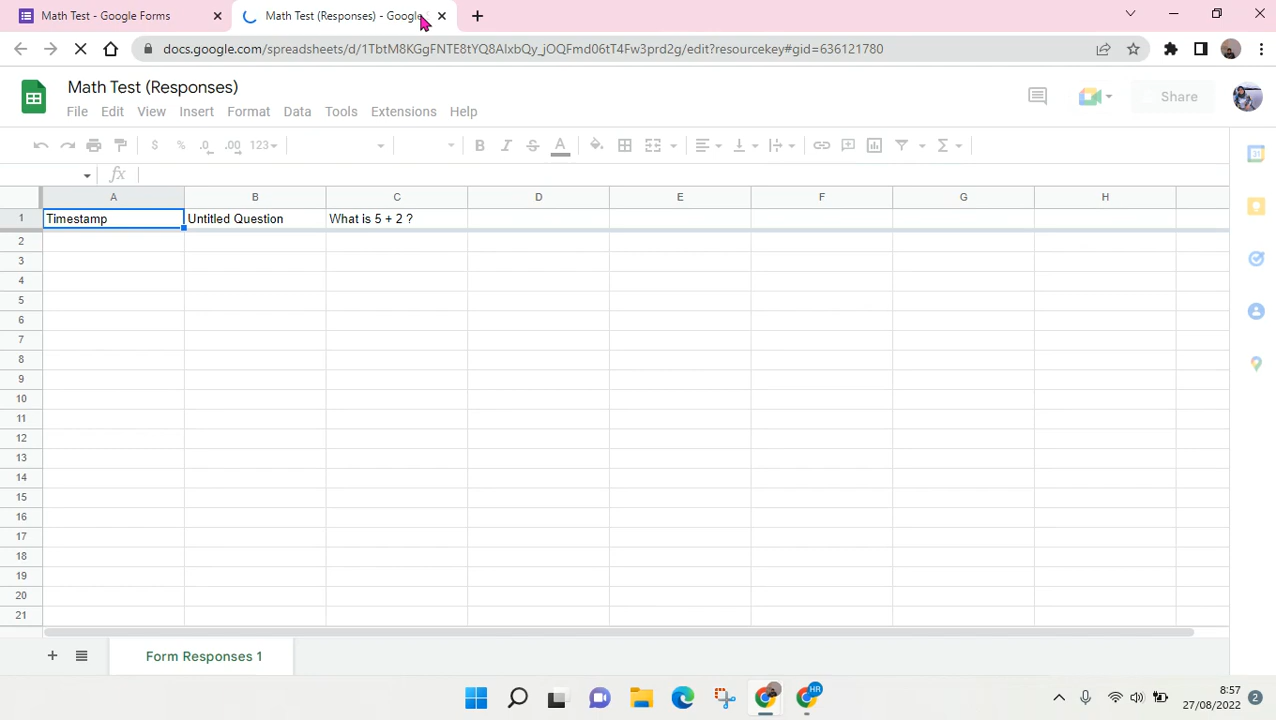 Math Test - Google Forms
Math Test (Responses) - Google
docs.google.com/spreadsheets/d/1TbtM8KGgFNTE8tYQ8AlxbQy_jOQFmd06tT4Fw3prd2g/edit?resourcekey#gid=636121780
Math Test (Responses)
File Edit View Insert Format Data Tools Extensions Help
Share
$ % .0 .00 123
B I S A
fx
A B C D E F G H
1 Timestamp Untitled Question What is 5 + 2 ?
2
3
4
5
6
7
8
9
10
11
12
13
14
15
16
17
18
19
20
21
Form Responses 1
HR
8:57
27/08/2022
2
31